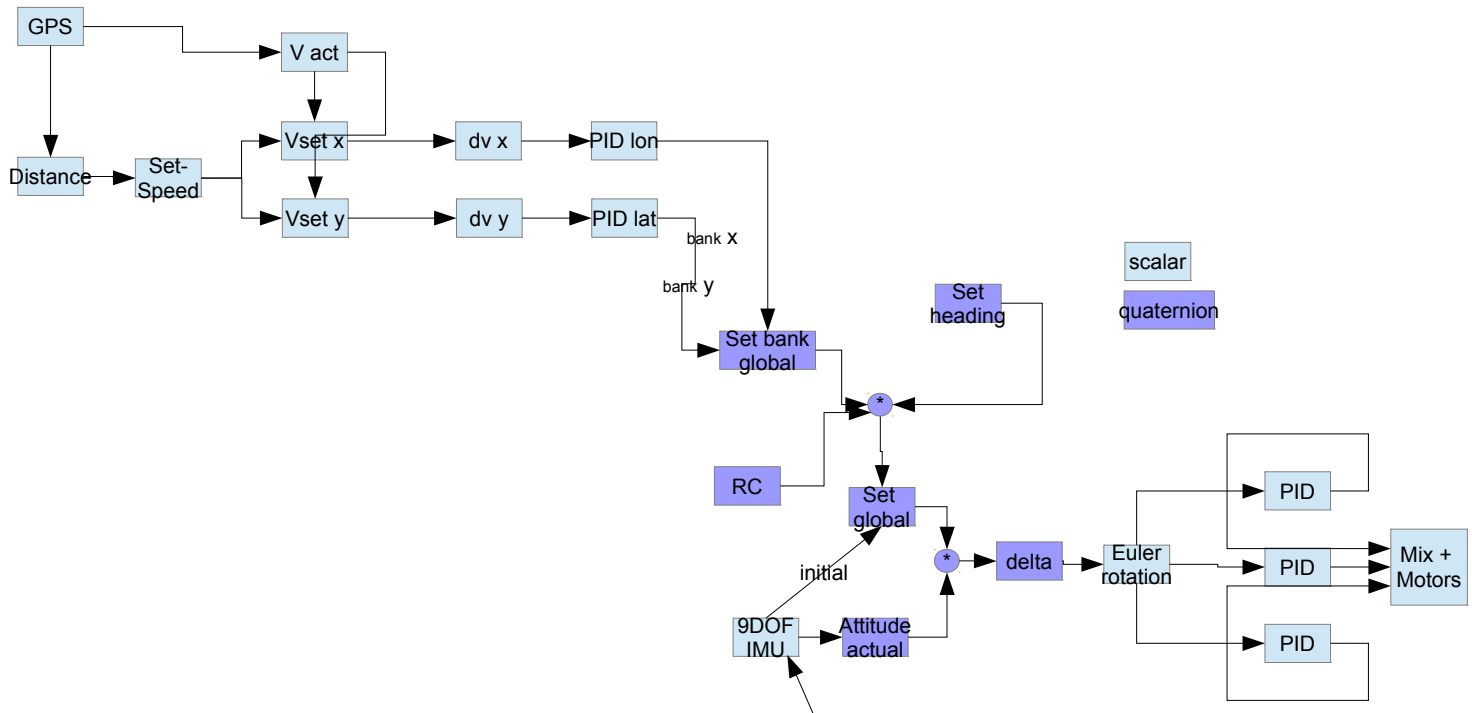 GPS
V act
Vset x
dv x
PID lon
Distance
Set-
Speed
Vset y
dv y
PID lat
bank x
bank y
scalar
quaternion
Set
heading
Set bank
global
*
RC
Set
global
PID
initial
*
delta
Euler
rotation
PID
Mix +
Motors
9DOF
IMU
Attitude
actual
PID